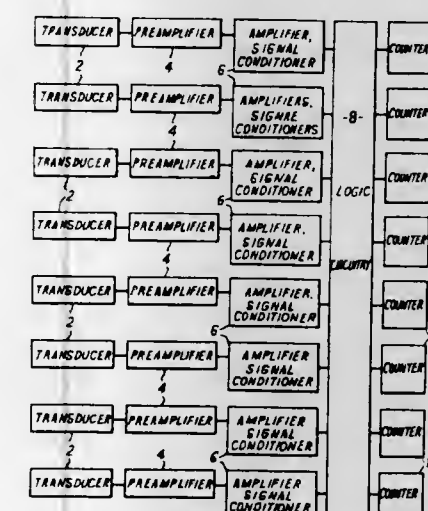 TRANSDUCER PREAMPLIFIER AMPLIFIER, SIGNAL CONDITIONER COUNTER
2 4 6
TRANSDUCER PREAMPLIFIER AMPLIFIERS, SIGNAE CONDITIONERS -8- COUNTER
4
TRANSDUCER PREAMPLIFIER AMPLIFIER, SIGNAL CONDITIONER LOGIC COUNTER
2 6
TRANSDUCER PREAMPLIFIER AMPLIFIER, SIGNAL CONDITIONER COUNTER
4 CIRCUITRY
TRANSDUCER PREAMPLIFIER AMPLIFIER, SIGNAL CONDITIONER COUNTER
2 6
TRANSDUCER PREAMPLIFIER AMPLIFIER SIGNAL CONDITIONER COUNTER
4
TRANSDUCER PREAMPLIFIER AMPLIFIER SIGNAL CONDITIONER COUNTER
2 4 6
TRANSDUCER PREAMPLIFIER AMPLIFIER SIGNAL CONDITIONER COUNTER